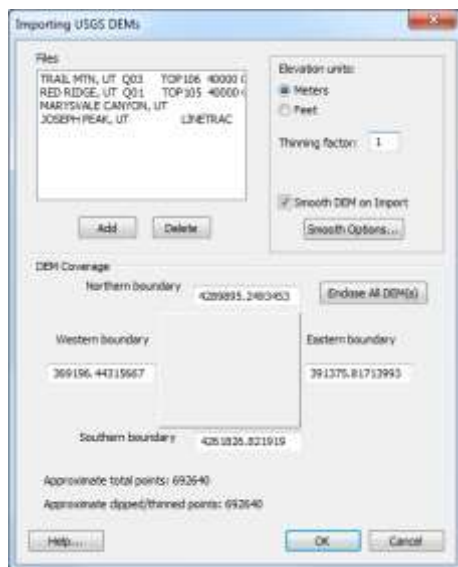 Importing USGS DEMs
Files
TRAIL MTN, UT Q03 TOP106 40000
RED RIDGE, UT Q01 TOP105 40000
MARYSVALE CANYON, UT
JOSEPH PEAK, UT LINETRAC
Add
Delete
Elevation units:
Meters
Feet
Thinning factor: 1
Smooth DEM on Import
Smooth Options...
DEM Coverage
Northern boundary
4289895.2493453
Enclose All DEM(s)
Western boundary
369196.44315667
Eastern boundary
391375.81713993
Southern boundary
4261826.821919
Approximate total points: 692640
Approximate clipped/thinned points: 692640
Help...
OK
Cancel